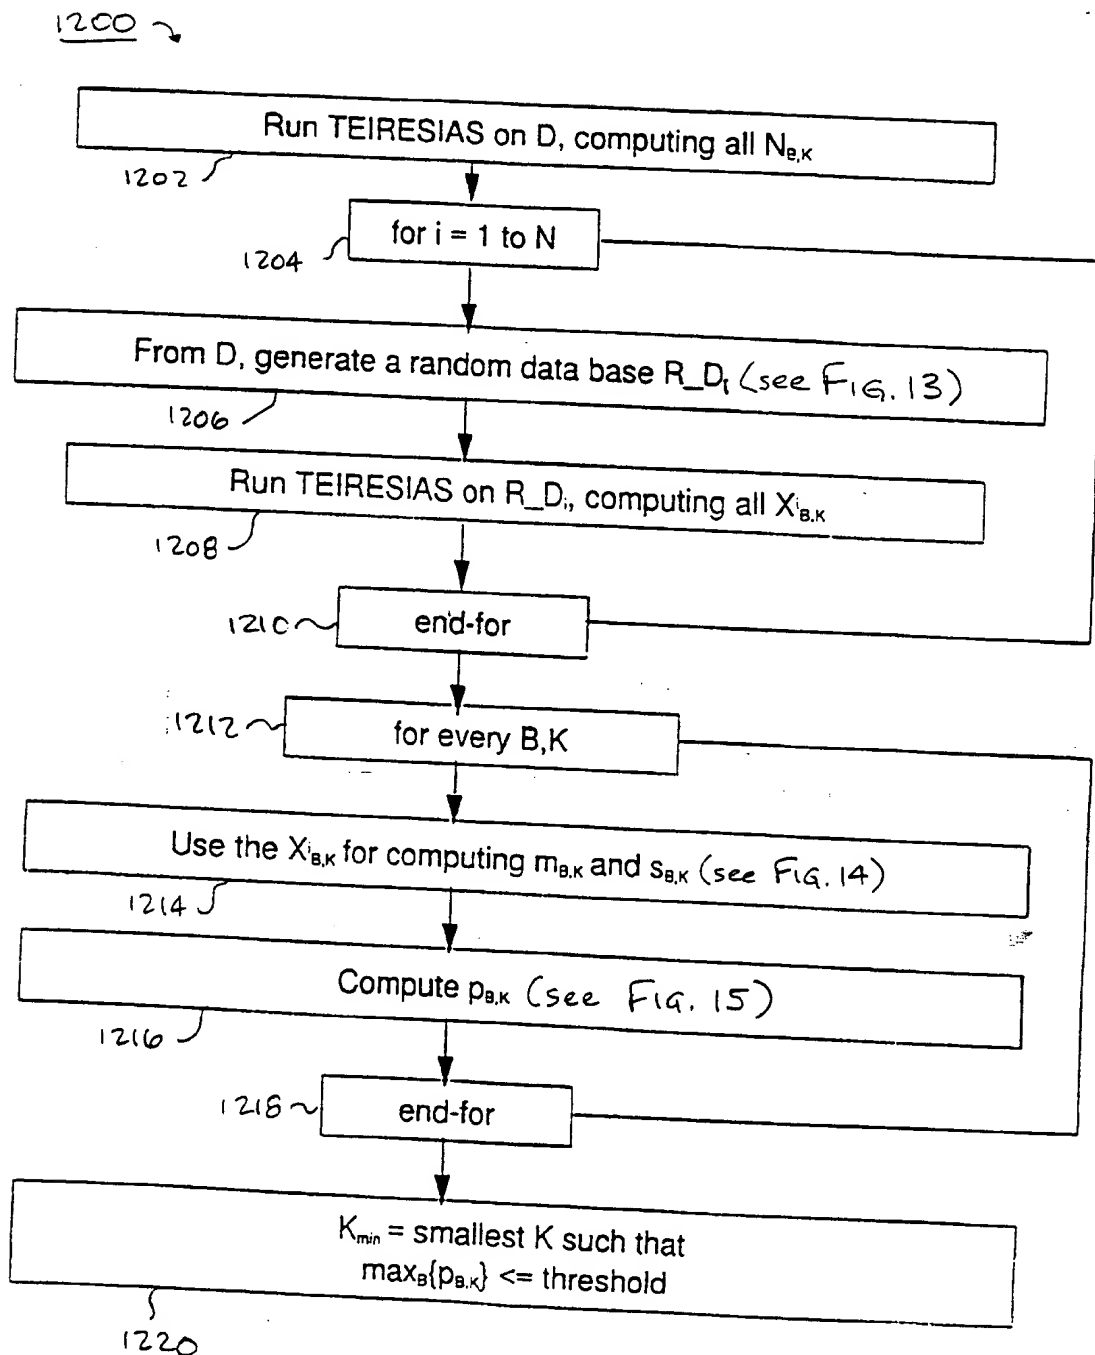 1200
Run TEIRESIAS on D, computing all N_B,K
1202
for i = 1 to N
1204
From D, generate a random data base R_D_i (see FIG. 13)
1206
Run TEIRESIAS on R_D_i, computing all X^i_B,K
1208
end-for
1210
for every B,K
1212
Use the X^i_B,K for computing m_B,K and s_B,K (see FIG. 14)
1214
Compute p_B,K (see FIG. 15)
1216
end-for
1218
K_min = smallest K such that
max_B{p_B,K} <= threshold
1220